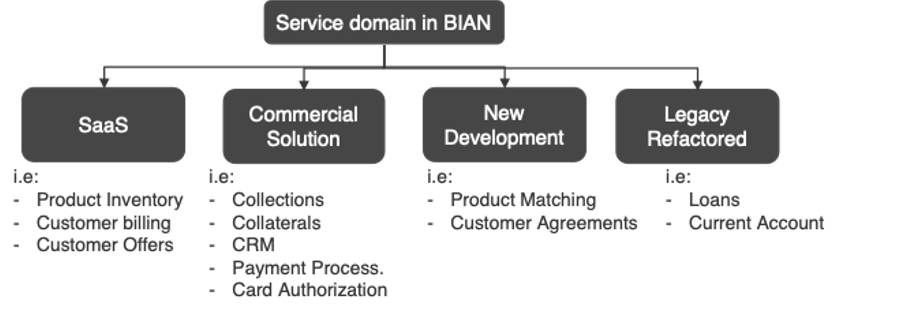 Service domain in BIAN
SaaS
Commercial
Solution
New
Development
Legacy
Refactored
i.e:
- Product Inventory
- Customer billing
- Customer Offers
i.e:
- Collections
- Collaterals
- CRM
- Payment Process.
- Card Authorization
i.e:
- Product Matching
- Customer Agreements
i.e:
- Loans
- Current Account